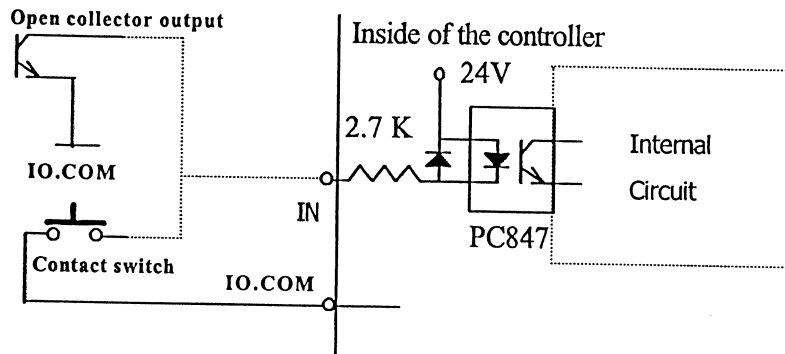 Open collector output
Inside of the controller
24V
2.7 K
Internal
IO.COM
Circuit
IN
PC847
Contact switch
IO.COM